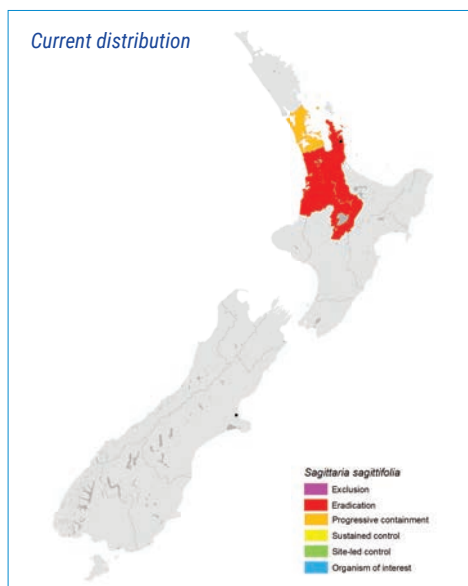 Current distribution
Sagittaria sagittifolia
Exclusion
Eradication
Progressive containment
Sustained control
Site-led control
Organism of interest